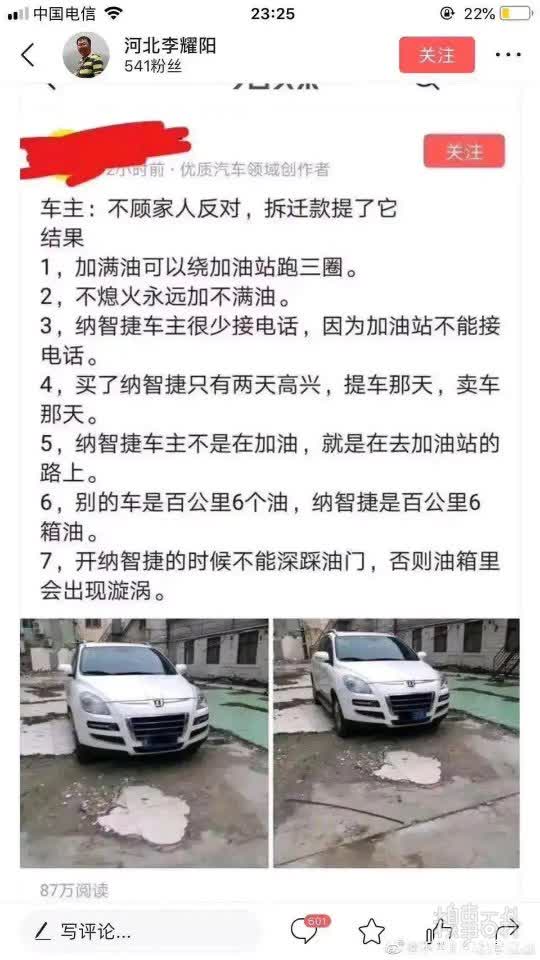 中国电信
23:25
22%
河北李耀阳
541粉丝
关注
2小时前·优质汽车领域创作者
关注
车主：不顾家人反对，拆迁款提了它
结果
1，加满油可以绕加油站跑三圈。
2，不熄火永远加不满油。
3，纳智捷车主很少接电话，因为加油站不能接
电话。
4，买了纳智捷只有两天高兴，提车那天，卖车
那天。
5，纳智捷车主不是在加油，就是在去加油站的
路上。
6，别的车是百公里6个油，纳智捷是百公里6
箱油。
7，开纳智捷的时候不能深踩油门，否则油箱里
会出现漩涡。
87万阅读
写评论...
601